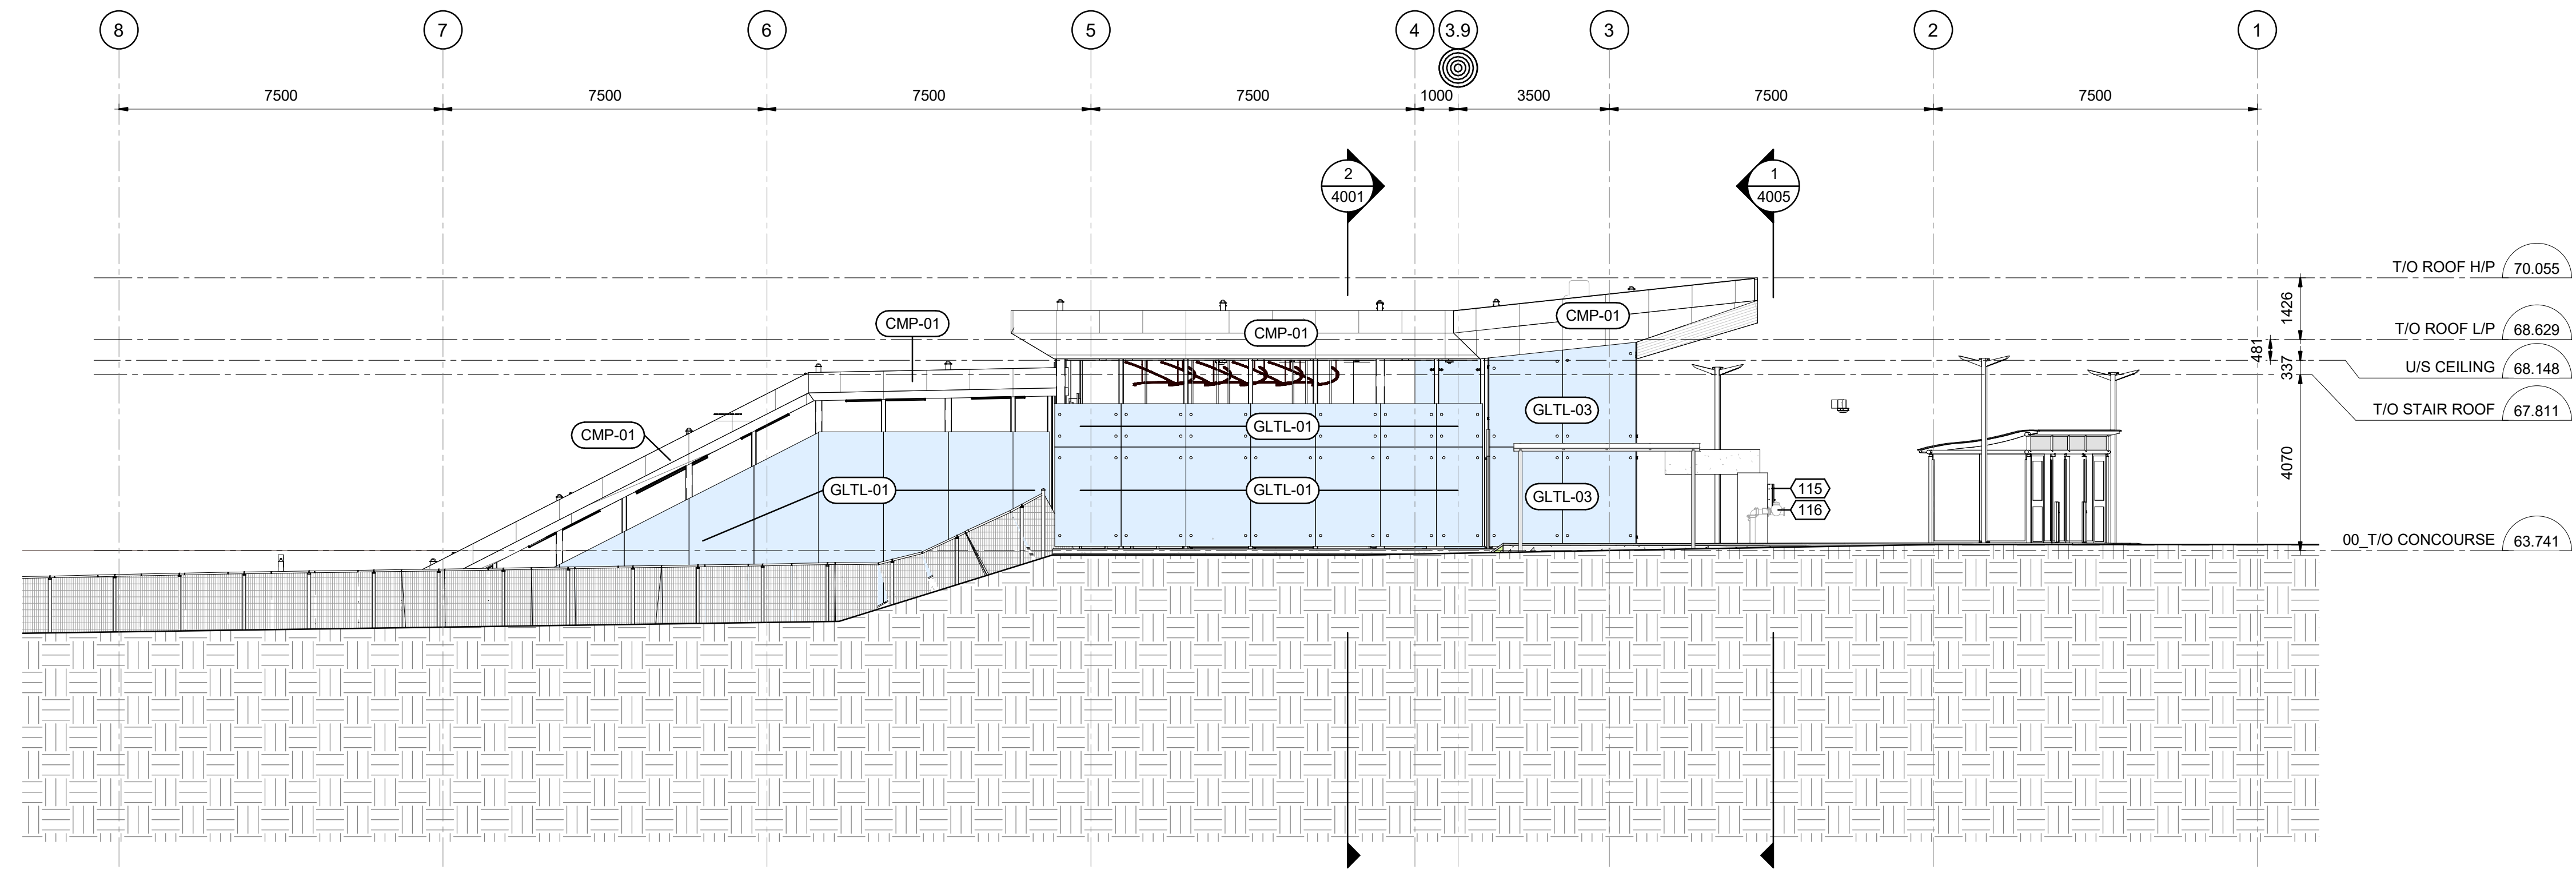 8
7
6
5
4
3.9
3
2
1
7500
7500
7500
7500
1000
3500
7500
7500
2
4001
1
4005
T/O ROOF H/P 70.055
1426
T/O ROOF L/P 68.629
481
337
U/S CEILING 68.148
T/O STAIR ROOF 67.811
4070
00_T/O CONCOURSE 63.741
CMP-01
CMP-01
CMP-01
CMP-01
GLTL-03
GLTL-01
GLTL-01
GLTL-01
GLTL-03
115
116